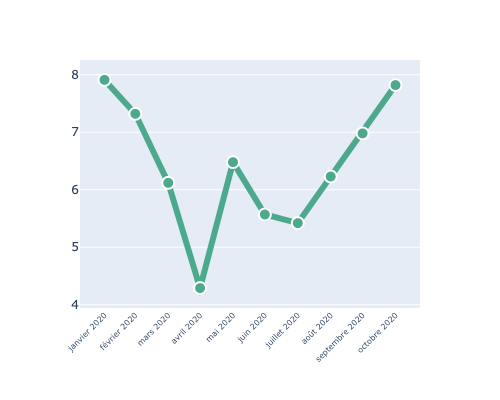 8
7
6
5
4
janvier 2020
février 2020
mars 2020
avril 2020
mai 2020
juin 2020
juillet 2020
août 2020
septembre 2020
octobre 2020